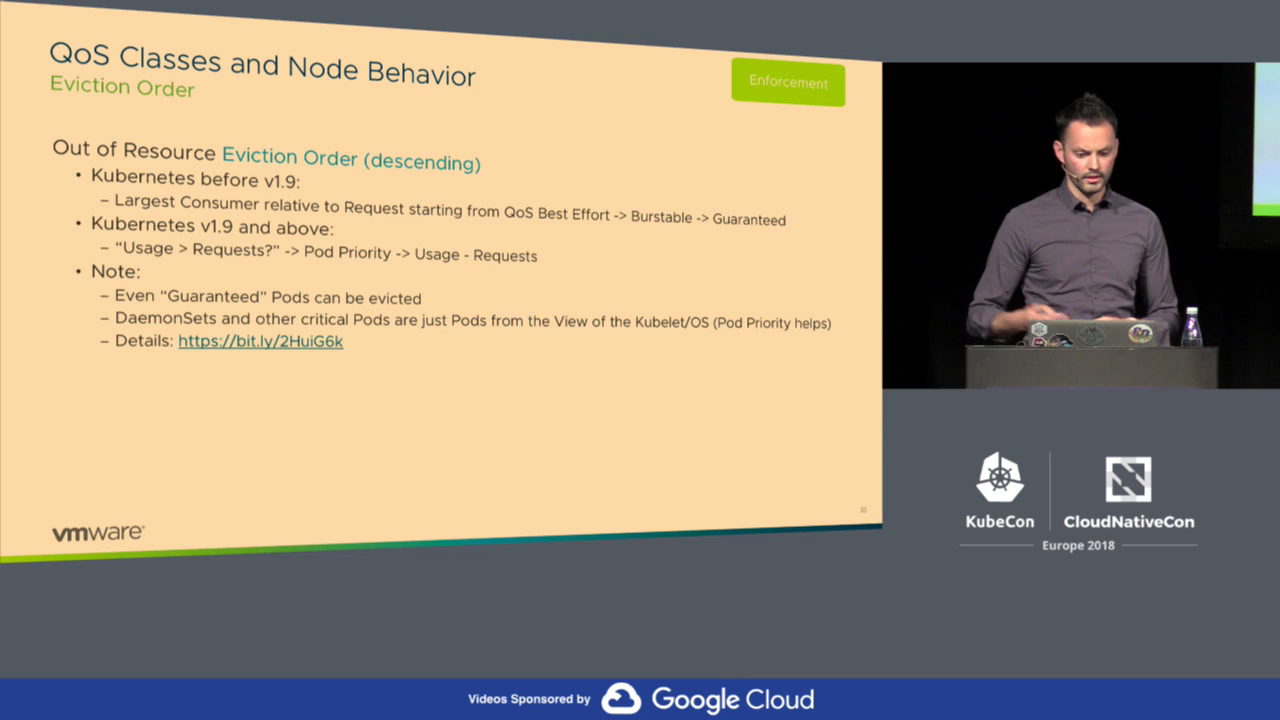 QoS Classes and Node Behavior
Eviction Order
Enforcement
Out of Resource Eviction Order (descending)
• Kubernetes before v1.9:
– Largest Consumer relative to Request starting from QoS Best Effort -> Burstable -> Guaranteed
• Kubernetes v1.9 and above:
– “Usage > Requests?” -> Pod Priority -> Usage - Requests
• Note:
– Even “Guaranteed” Pods can be evicted
– DaemonSets and other critical Pods are just Pods from the View of the Kubelet/OS (Pod Priority helps)
– Details: https://bit.ly/2HuiG6k
vmware®
KubeCon
CloudNativeCon
Europe 2018
Videos Sponsored by Google Cloud